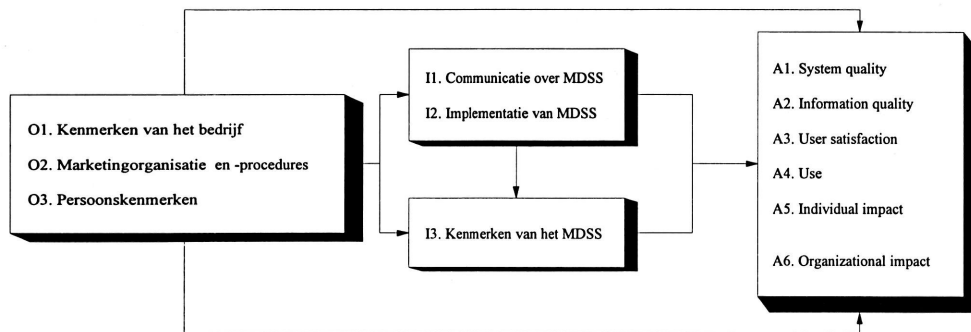 O1. Kenmerken van het bedrijf
O2. Marketingorganisatie en -procedures
O3. Persoonskenmerken
I1. Communicatie over MDSS
I2. Implementatie van MDSS
I3. Kenmerken van het MDSS
A1. System quality
A2. Information quality
A3. User satisfaction
A4. Use
A5. Individual impact
A6. Organizational impact